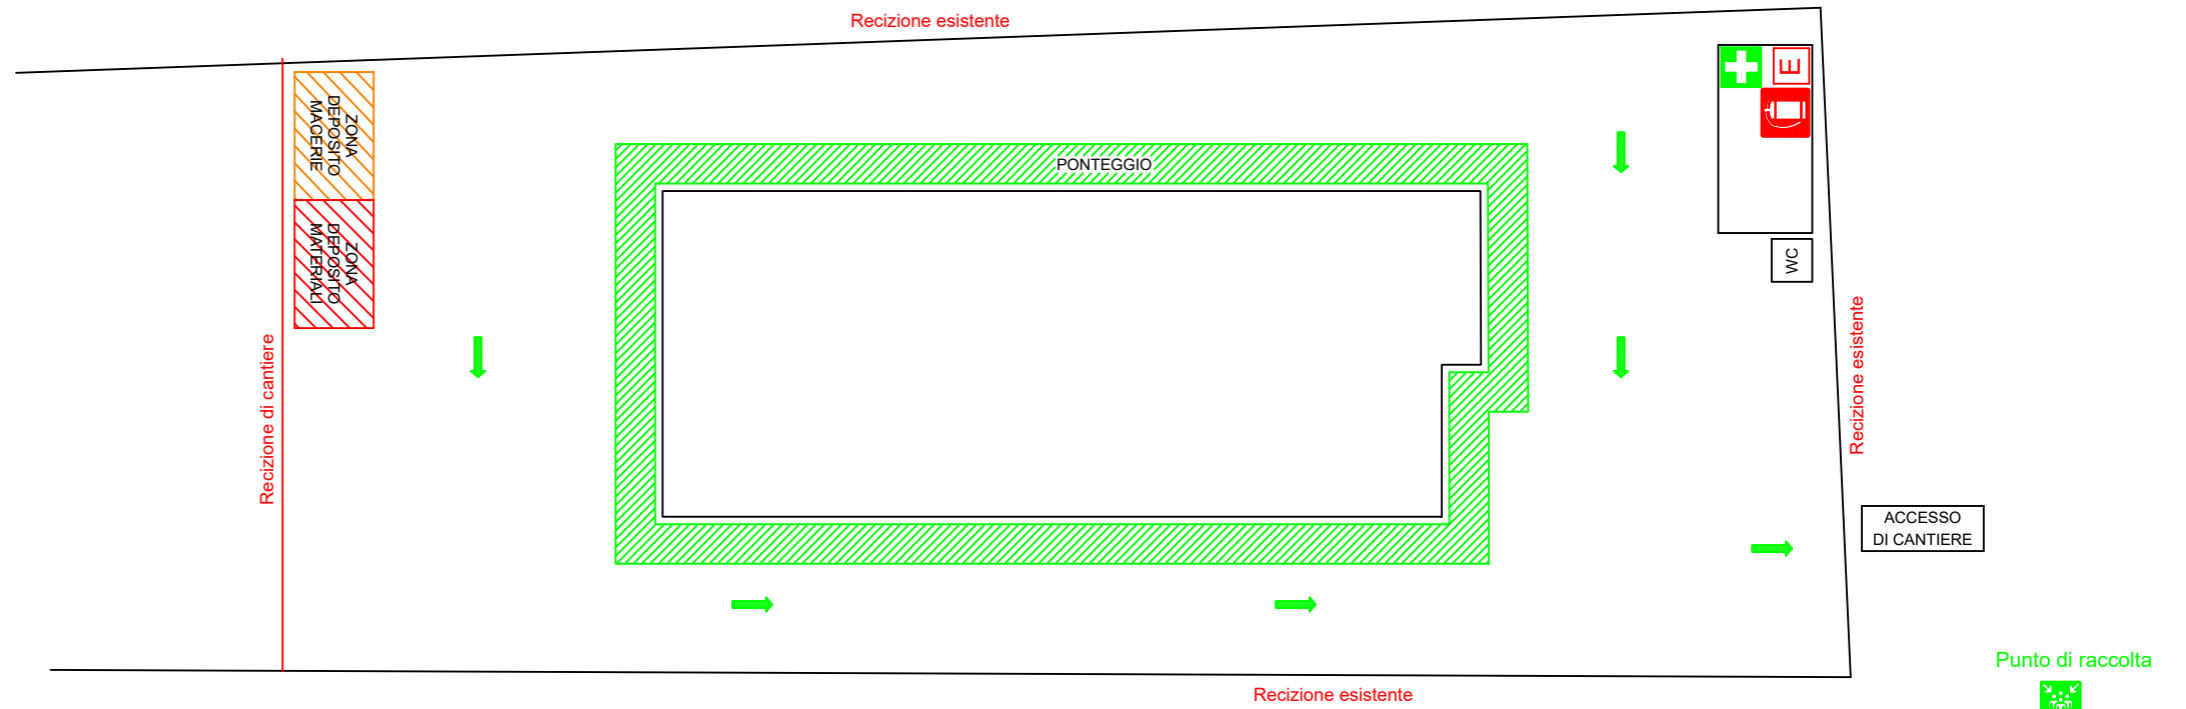 Recizione esistente
E
ZONA
DEPOSITO
MACERIE
PONTEGGIO
ZONA
DEPOSITO
MATERIALI
WC
Recizione di cantiere
Recizione esistente
ACCESSO
DI CANTIERE
Punto di raccolta
Recizione esistente